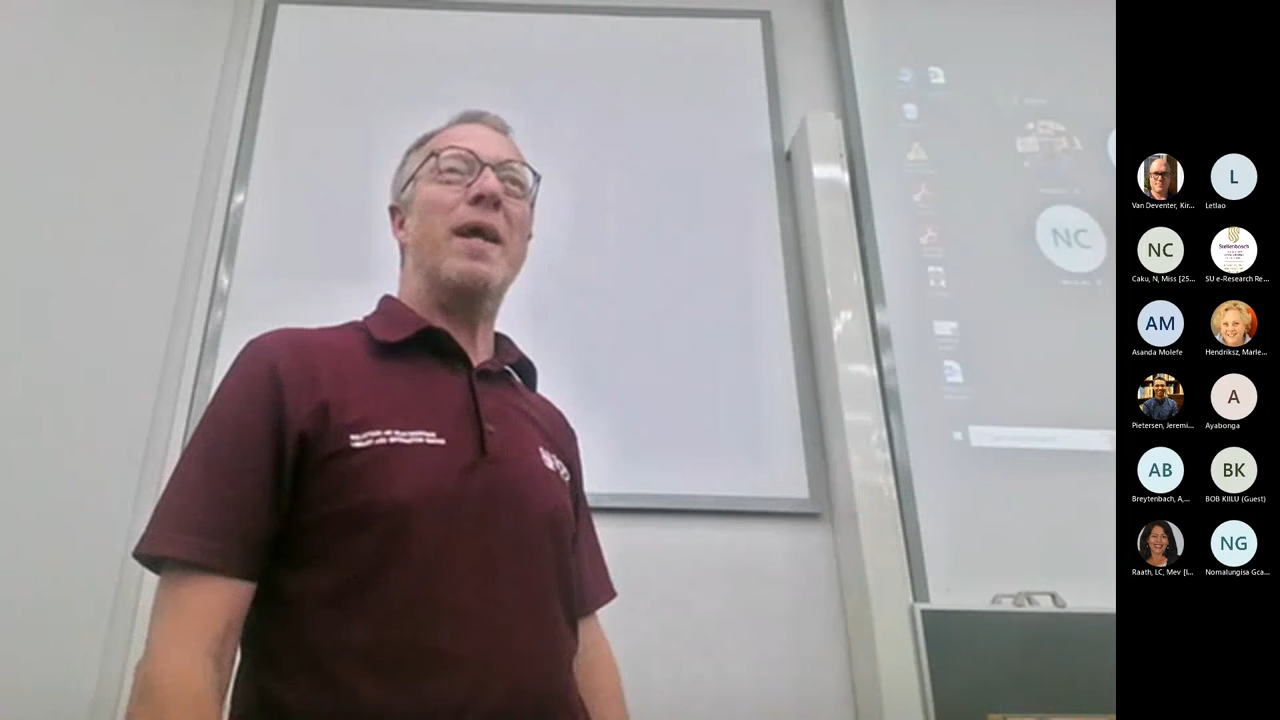 NC
Van Deventer, Kir...
L
Letlao
NC
Caku, N, Miss [25...
Stellenbosch
SU e-Research Re...
AM
Asanda Molefe
Hendriksz, Marle...
Pietersen, Jeremi...
A
Ayabonga
AB
Breytenbach, A,...
BK
BOB KIILU (Guest)
Raath, LC, Mev [l...
NG
Nomalungisa Gca...